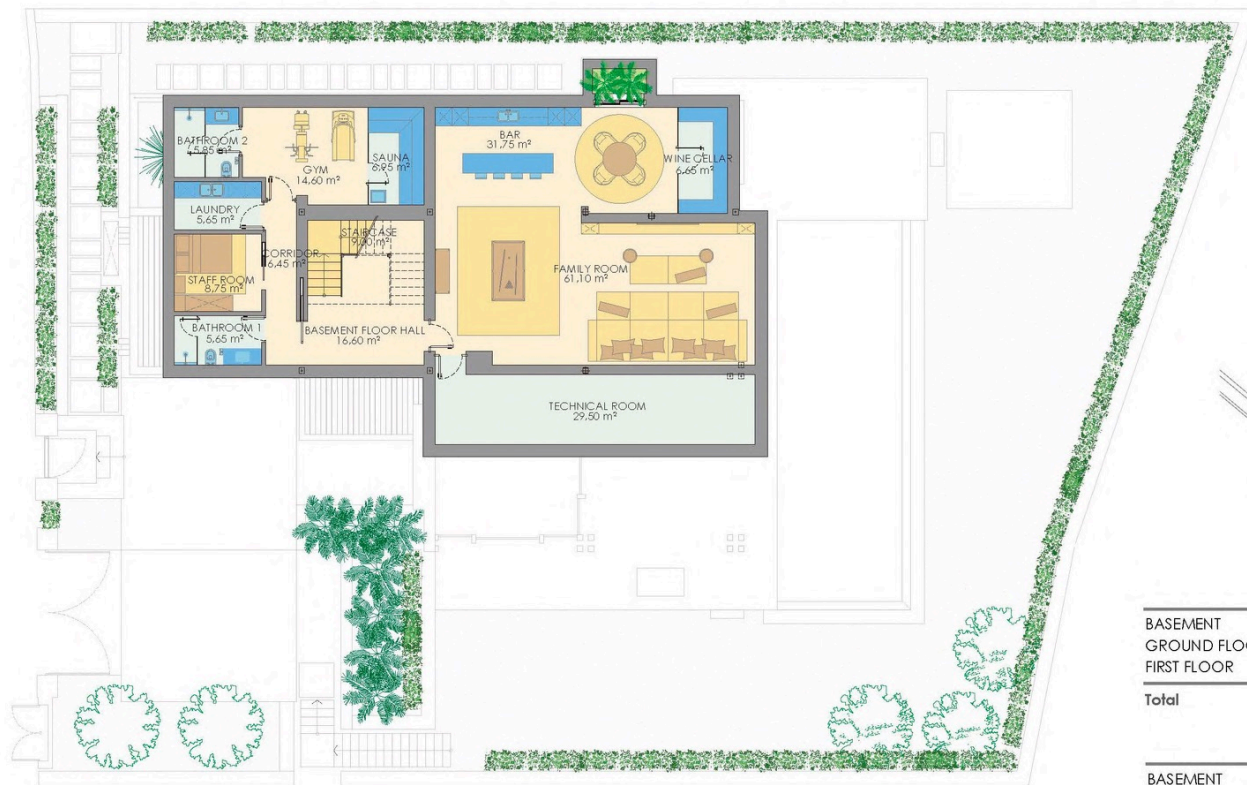 BATHROOM 2
5,85 m²
GYM
14,60 m²
SAUNA
6,95 m²
BAR
31,75 m²
WINE CELLAR
6,65 m²
LAUNDRY
5,65 m²
STAIRCASE
9,00 m²
CORRIDOR
6,45 m²
STAFF ROOM
8,75 m²
FAMILY ROOM
61,10 m²
BATHROOM 1
5,65 m²
BASEMENT FLOOR HALL
16,60 m²
TECHNICAL ROOM
29,50 m²
BASEMENT
GROUND FLOO
FIRST FLOOR
Total
BASEMENT